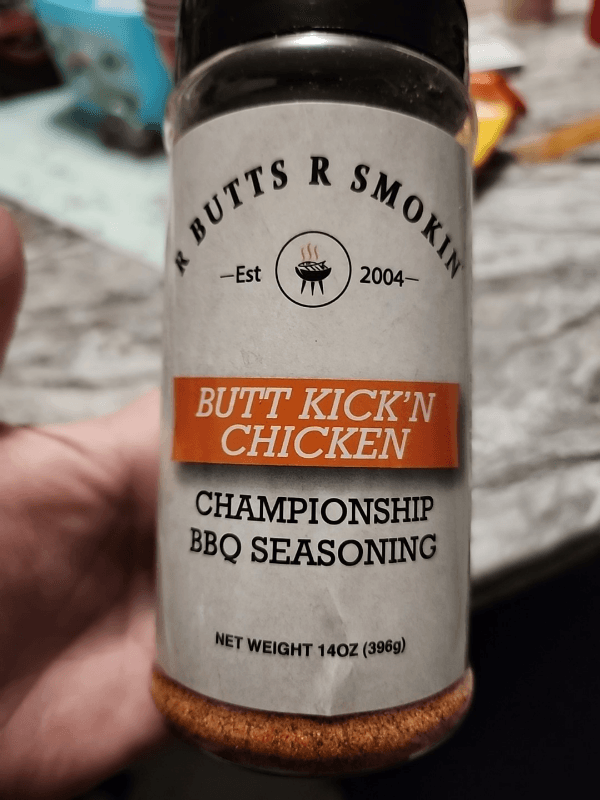 R BUTTS R SMOKIN'
Est 2004
BUTT KICK'N
CHICKEN
CHAMPIONSHIP
BBQ SEASONING
NET WEIGHT 14OZ (396g)